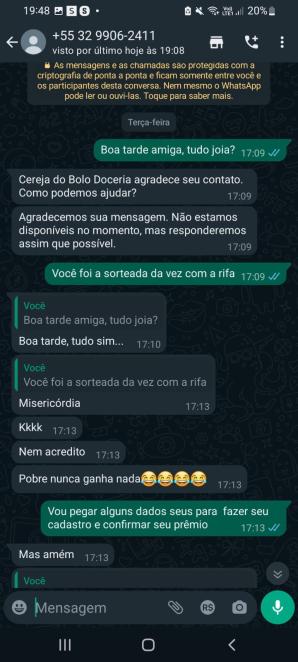 19:48
20%
+55 32 9906-2411
visto por último hoje às 19:08
As mensagens e as chamadas são protegidas com a
criptografia de ponta a ponta e ficam somente entre você e
os participantes desta conversa. Nem mesmo o WhatsApp
pode ler ou ouvi-las. Toque para saber mais.
Terça-feira
Boa tarde amiga, tudo joia? 17:09
Cereja do Bolo Doceria agradece seu contato.
Como podemos ajudar? 17:09
Agradecemos sua mensagem. Não estamos
disponíveis no momento, mas responderemos
assim que possível. 17:09
Você foi a sorteada da vez com a rifa 17:09
Você
Boa tarde amiga, tudo joia?
Boa tarde, tudo sim... 17:10
Você
Você foi a sorteada da vez com a rifa
Misericórdia 17:13
Kkkk 17:13
Nem acredito 17:13
Pobre nunca ganha nada😂😂😂😂 17:13
Vou pegar alguns dados seus para fazer seu
cadastro e confirmar seu prêmio 17:13
Mas amém 17:13
Você
Mensagem
R$